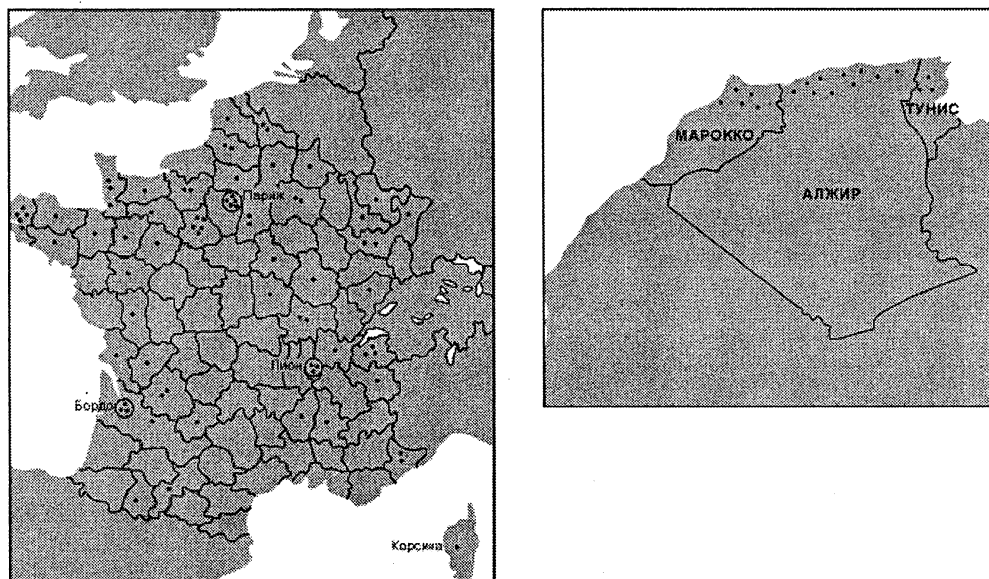 Париж
Лион
Бордо
Корсика
ТУНИС
МАРОККО
АЛЖИР